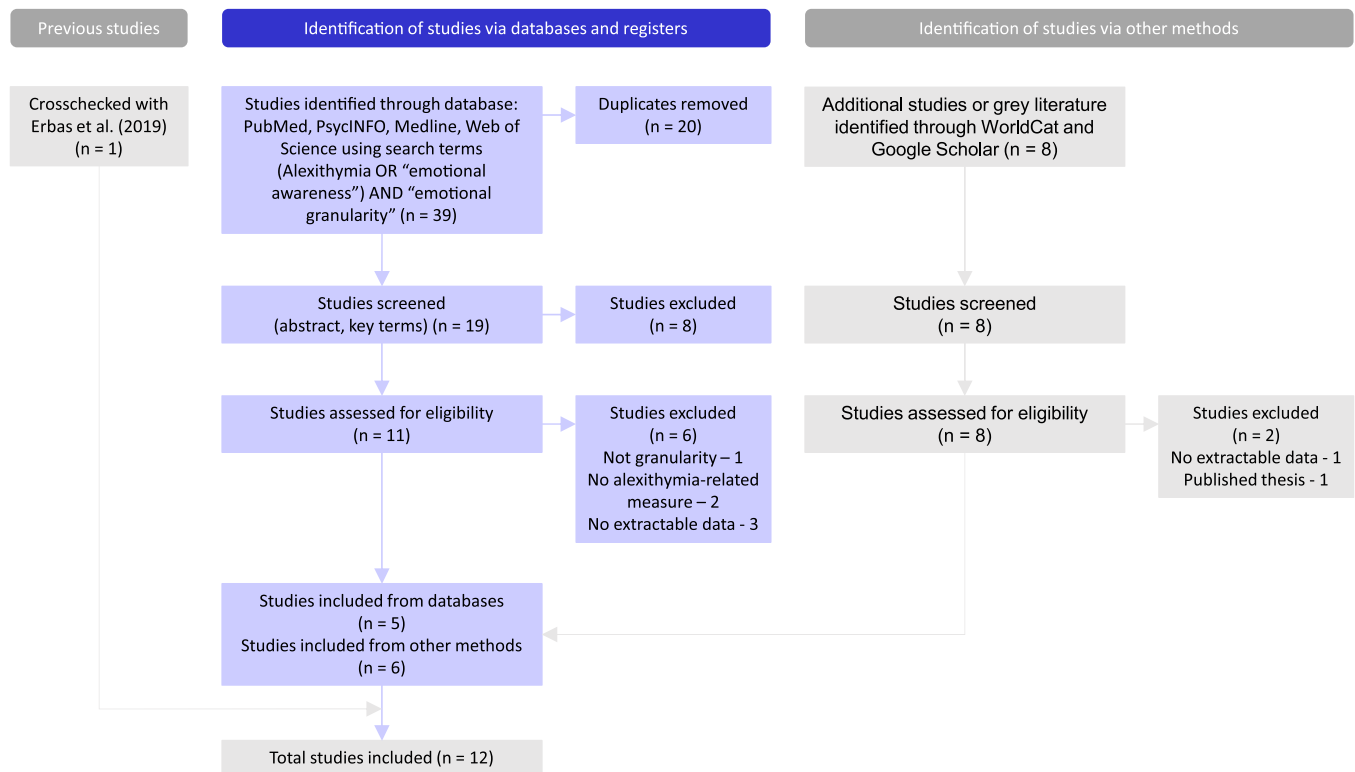 Previous studies
Identification of studies via databases and registers
Identification of studies via other methods
Crosschecked with
Erbas et al. (2019)
(n = 1)
Studies identified through database:
PubMed, PsycINFO, Medline, Web of
Science using search terms
(Alexithymia OR “emotional
awareness”) AND “emotional
granularity” (n = 39)
Duplicates removed
(n = 20)
Additional studies or grey literature
identified through WorldCat and
Google Scholar (n = 8)
Studies screened
(abstract, key terms) (n = 19)
Studies excluded
(n = 8)
Studies screened
(n = 8)
Studies assessed for eligibility
(n = 11)
Studies excluded
(n = 6)
Not granularity – 1
No alexithymia-related
measure – 2
No extractable data - 3
Studies assessed for eligibility
(n = 8)
Studies excluded
(n = 2)
No extractable data - 1
Published thesis - 1
Studies included from databases
(n = 5)
Studies included from other methods
(n = 6)
Total studies included (n = 12)